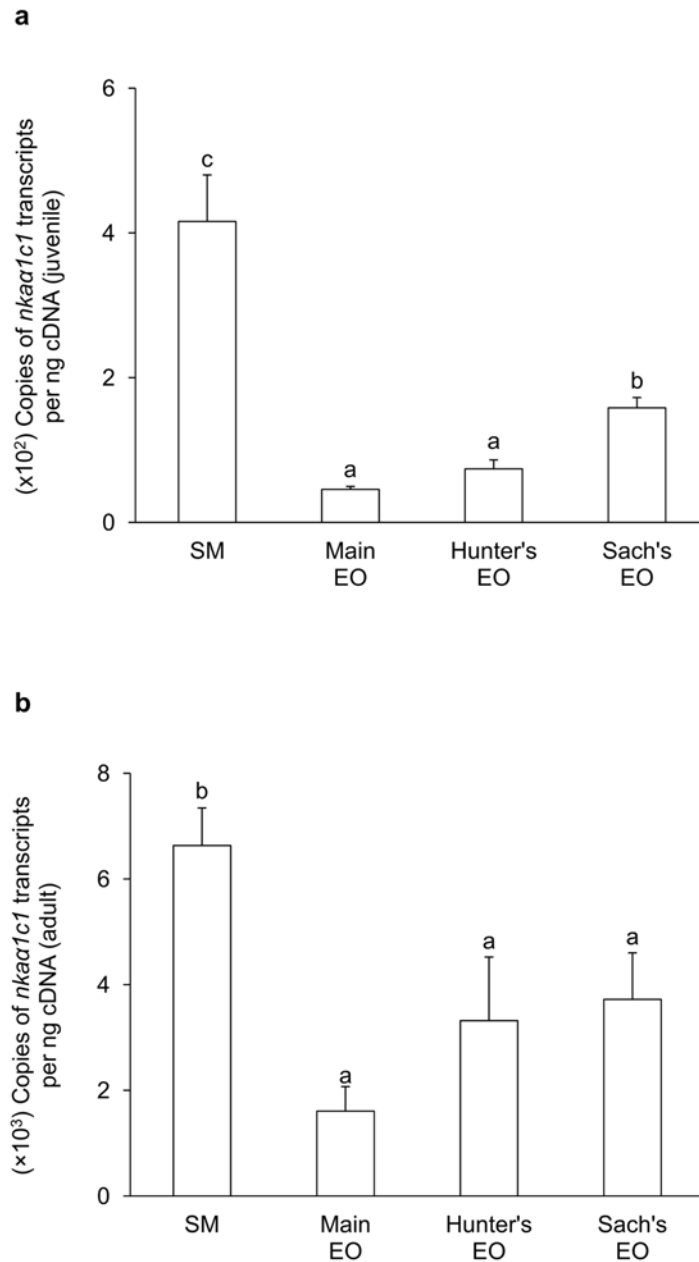 a
(x10²) Copies of nkaα1c1 transcripts
per ng cDNA (juvenile)
6
4
2
0
c
a
a
b
SM
Main
EO
Hunter's
EO
Sach's
EO
b
(×10³) Copies of nkaα1c1 transcripts
per ng cDNA (adult)
8
6
4
2
0
b
a
a
a
SM
Main
EO
Hunter's
EO
Sach's
EO